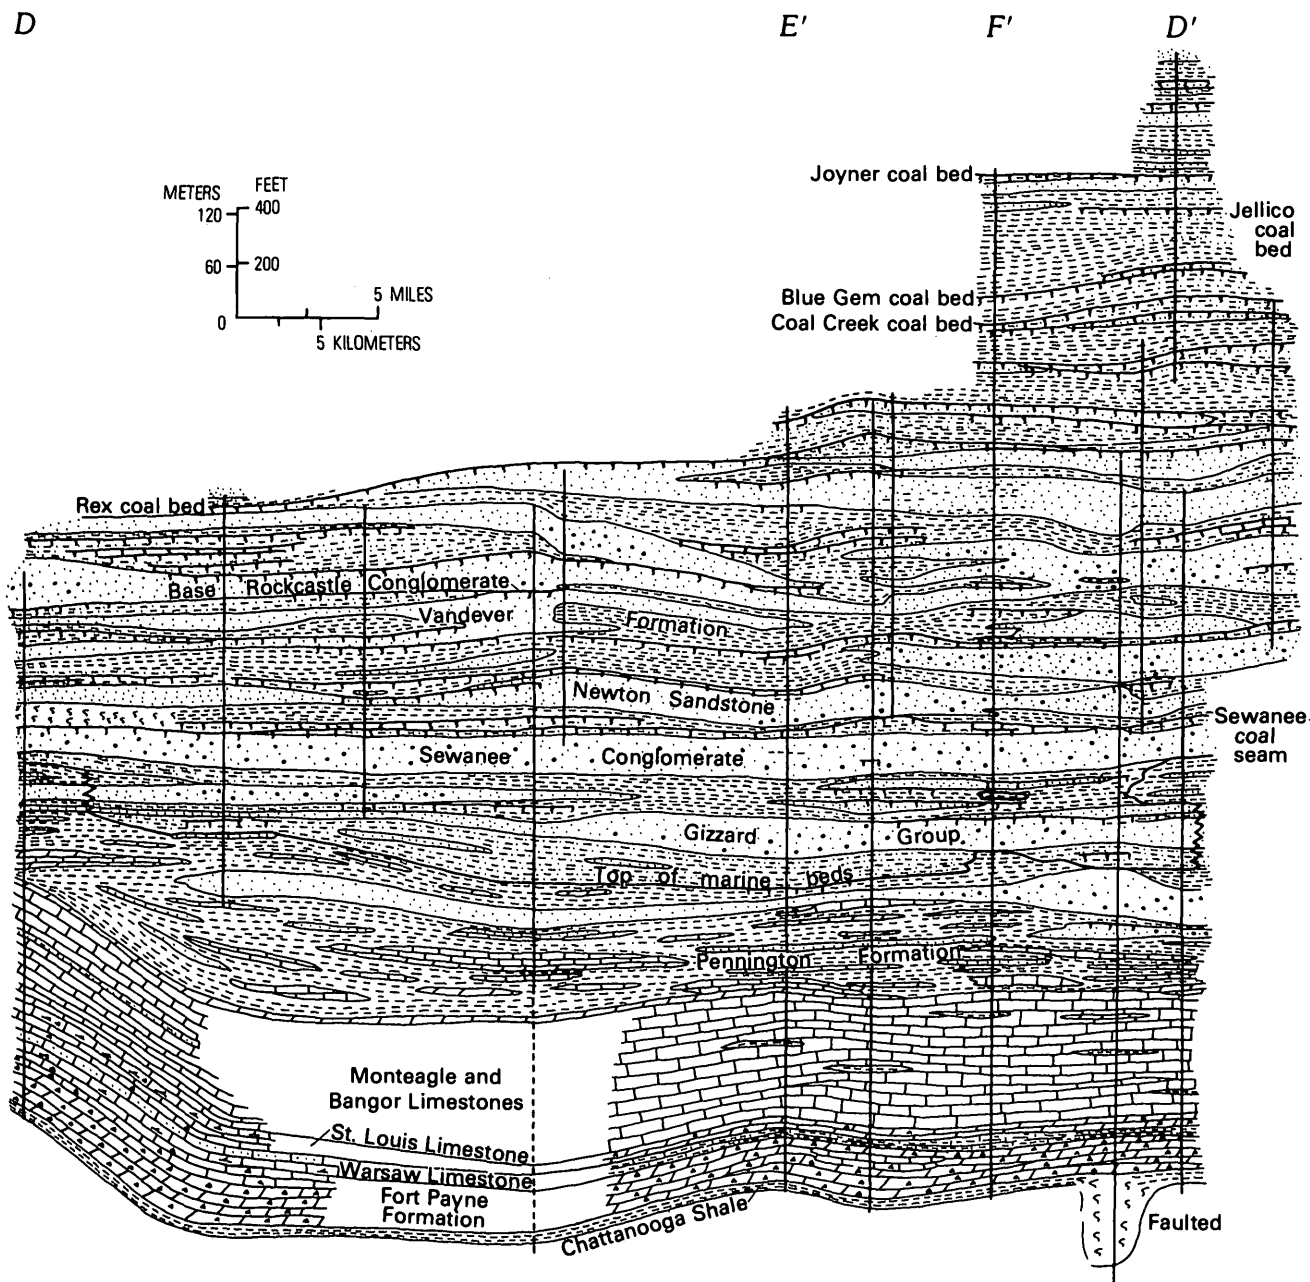 D E' F' D'
Joyner coal bed
METERS FEET
120 400
Jellico
coal
bed
60 200
5 MILES
Blue Gem coal bed
0
Coal Creek coal bed
5 KILOMETERS
Rex coal bed
Base Rockcastle Conglomerate
Vandever Formation
Newton Sandstone
Sewanee
coal
seam
Sewanee Conglomerate
Gizzard Group
Top of marine beds
Pennington Formation
Monteagle and
Bangor Limestones
St. Louis Limestone
Warsaw Limestone
Fort Payne
Formation
Chattanooga Shale
Faulted